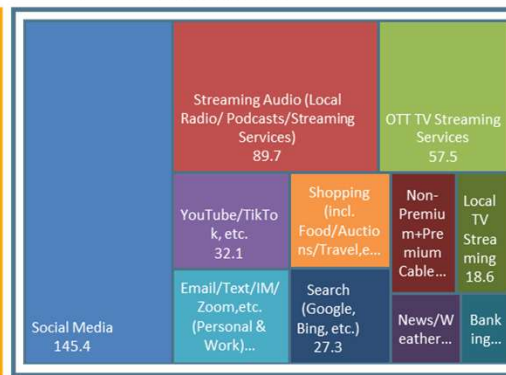 Social Media
145.4
Streaming Audio (Local
Radio/ Podcasts/Streaming
Services)
89.7
OTT TV Streaming
Services
57.5
YouTube/TikTo
k, etc.
32.1
Shopping
(incl.
Food/Auction
s/Travel,e...
Non-
Premiu
m+Pre
mium
Cable...
Local
TV
Strea
ming
18.6
Email/Text/IM/
Zoom,etc.
(Personal &
Work)...
Search
(Google,
Bing, etc.)
27.3
News/W
eather...
Bank
ing...